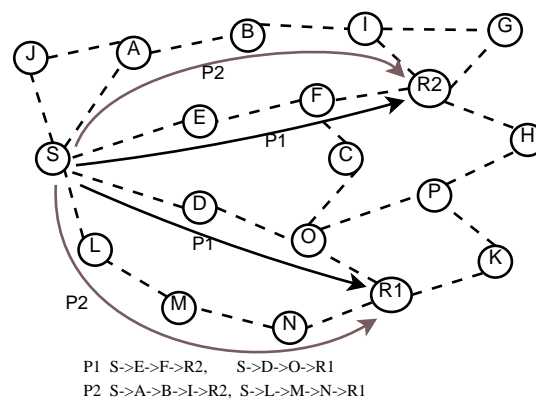 G
I
B
A
J
P2
R2
F
E
P1
H
S
C
P
D
O
P1
L
K
R1
P2
M
N
P1 S->E->F->R2, S->D->O->R1
P2 S->A->B->I->R2, S->L->M->N->R1